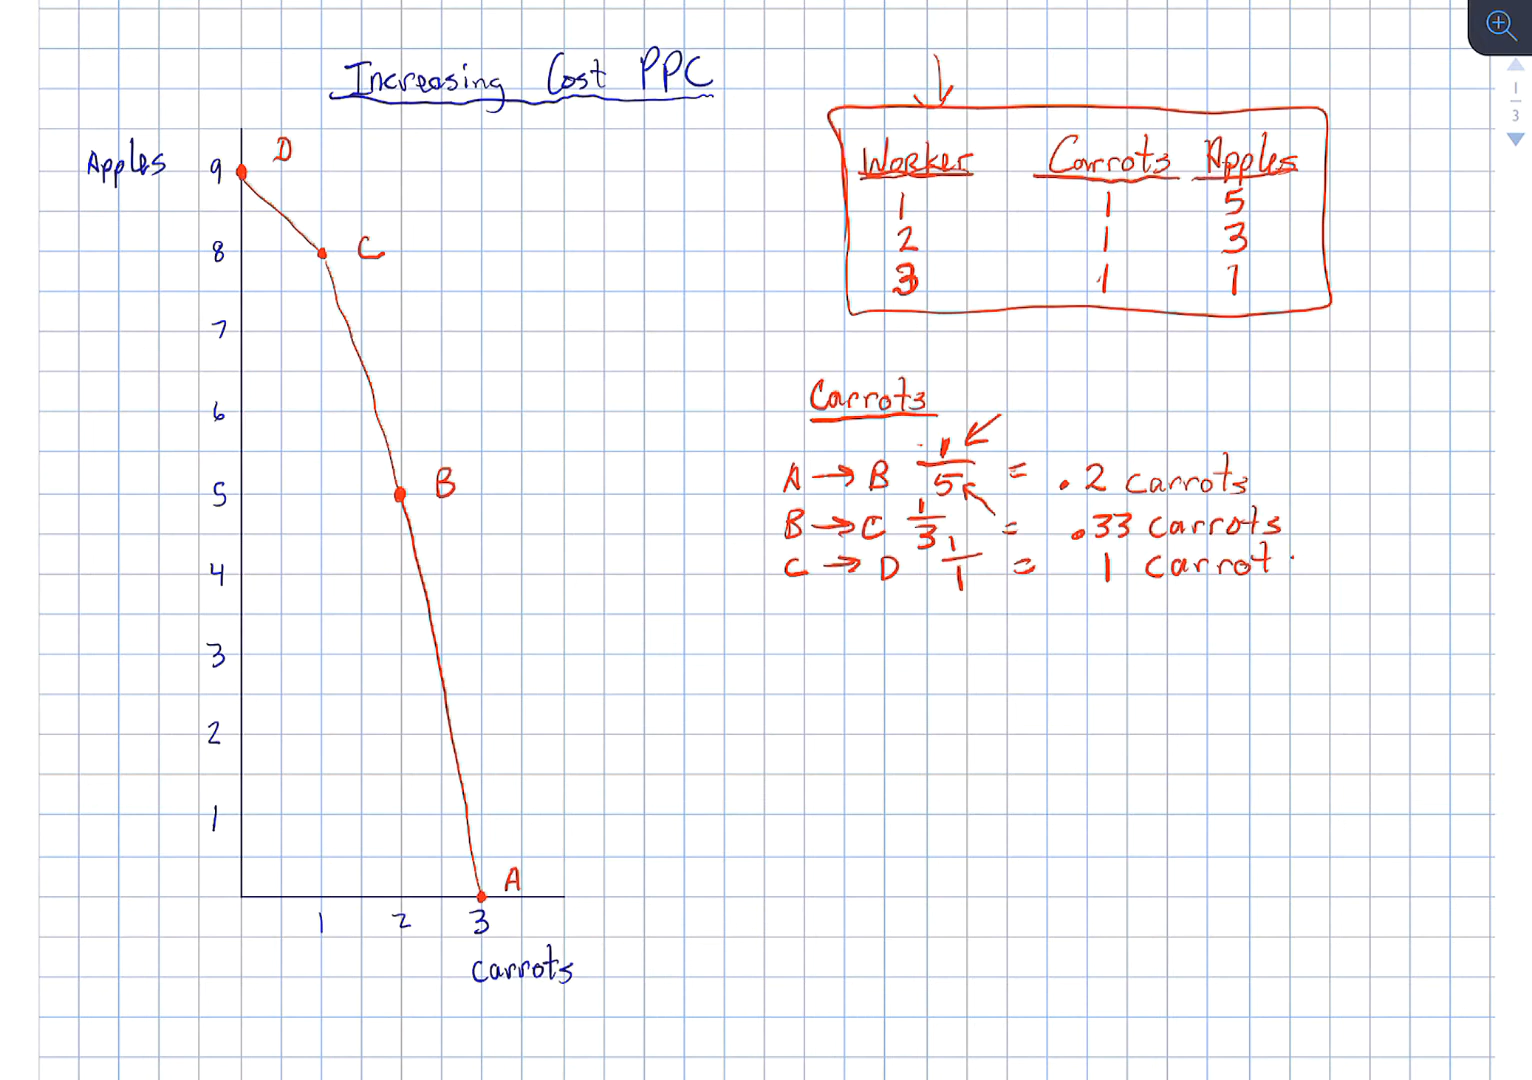 Increasing Cost PPC
Apples
9
D
8
C
7
6
5
B
4
3
2
1
A
1 2 3
Carrots
Worker Carrots Apples
1 1 5
2 1 3
3 1 1
Carrots
A → B 1/5 = .2 carrots
B → C 1/3 = .33 carrots
C → D 1/1 = 1 carrot
1
3